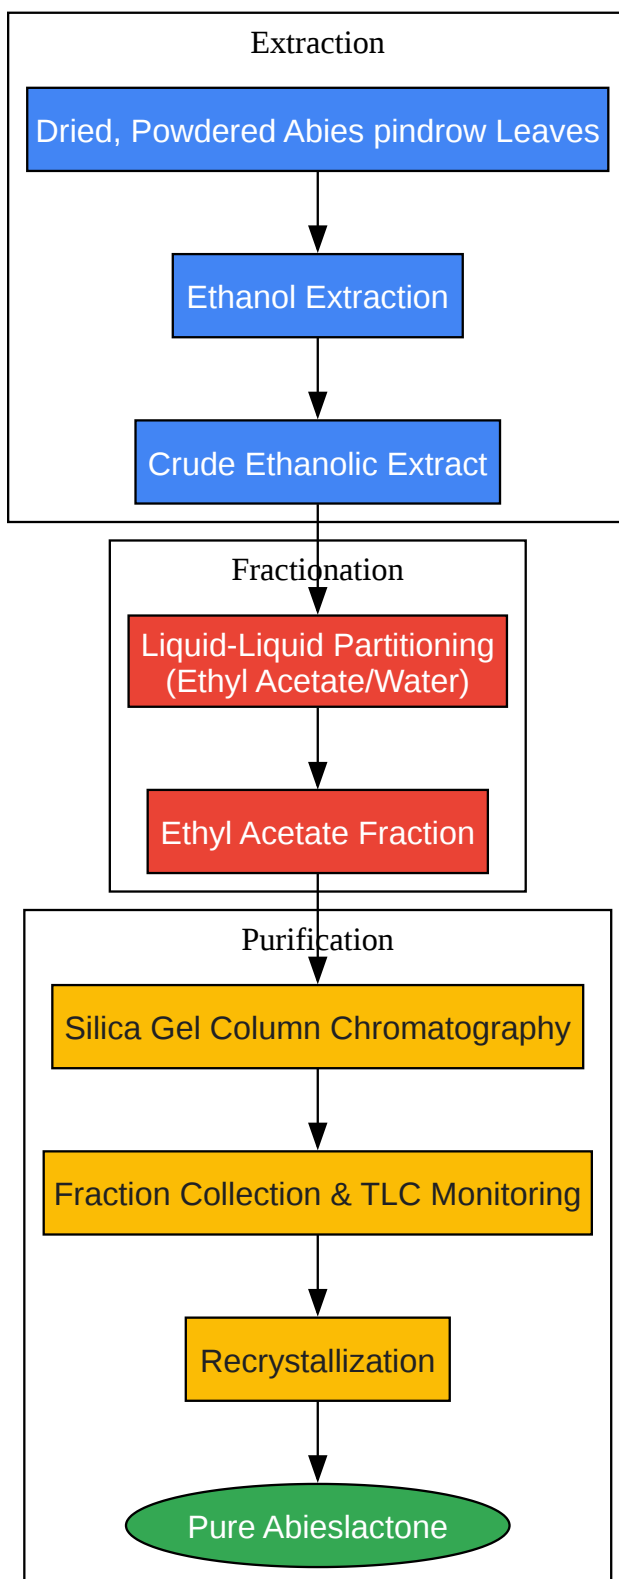 Extraction
Dried, Powdered Abies pindrow Leaves
Ethanol Extraction
Crude Ethanolic Extract
Fractionation
Liquid-Liquid Partitioning
(Ethyl Acetate/Water)
Ethyl Acetate Fraction
Purification
Silica Gel Column Chromatography
Fraction Collection & TLC Monitoring
Recrystallization
Pure Abieslactone